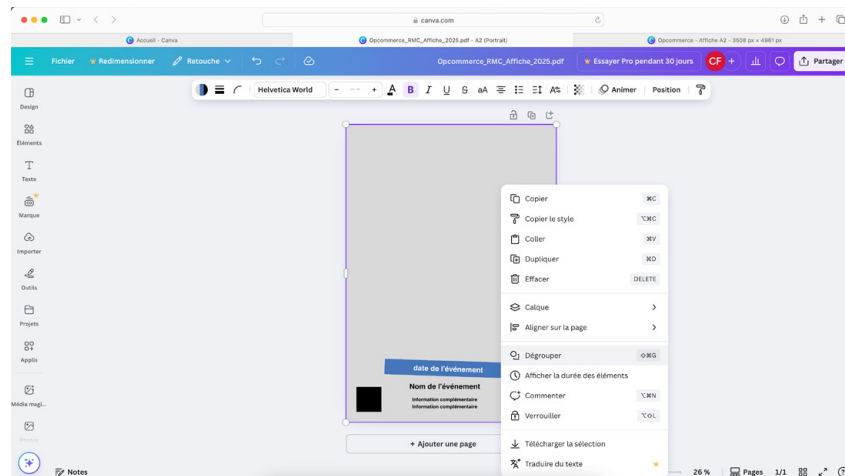 canva.com
Accueil - Canva
Opcommerce_RMC_Affiche_2025.pdf - A2 (Portrait)
Opcommerce - Affiche A2 - 3508 px × 4961 px
Fichier
Redimensionner
Retouche
Opcommerce_RMC_Affiche_2025.pdf
Essayer Pro pendant 30 jours
CF
Partager
Helvetica World
- -- +
A B I U S aA
Animer
Position
Design
Éléments
Texte
Marque
Importer
Outils
Projets
Applis
Média magi...
Photos
date de l'événement
Nom de l'événement
Information complémentaire
Information complémentaire
+ Ajouter une page
Copier ⌘C
Copier le style ⌥⌘C
Coller ⌘V
Dupliquer ⌘D
Effacer DELETE
Calque
Aligner sur la page
Dégrouper ⇧⌘G
Afficher la durée des éléments
Commenter ⌥⌘N
Verrouiller ⌥⇧L
Télécharger la sélection
Traduire du texte
Notes
26 %
Pages
1/1